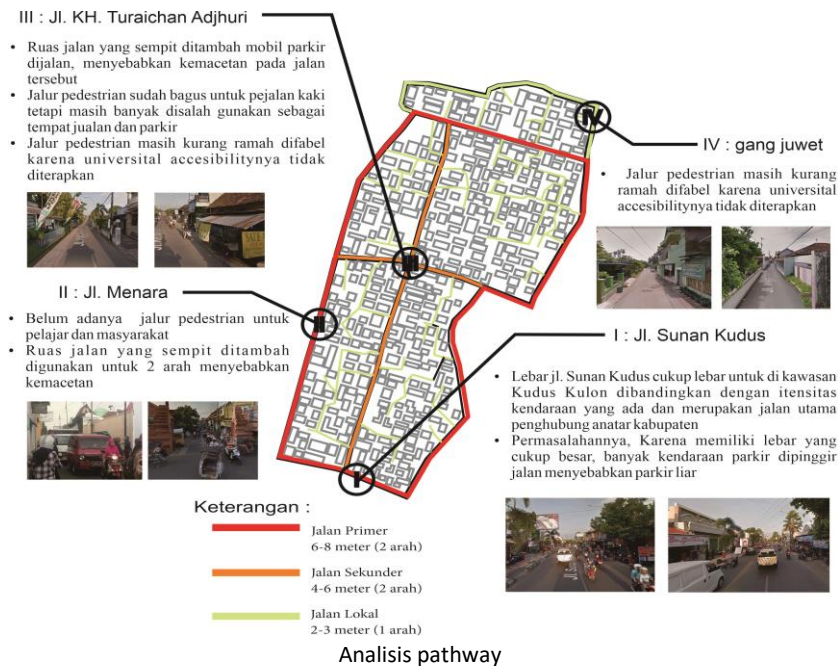 III : Jl. KH. Turaichan Adjhuri
• Ruas jalan yang sempit ditambah mobil parkir
dijalan, menyebabkan kemacetan pada jalan
tersebut
• Jalur pedestrian sudah bagus untuk pejalan kaki
tetapi masih banyak disalah gunakan sebagai
tempat jualan dan parkir
• Jalur pedestrian masih kurang ramah difabel
karena universital accesibilitynya tidak
diterapkan
IV
IV : gang juwet
• Jalur pedestrian masih kurang
ramah difabel karena universital
accesibilitynya tidak diterapkan
III
II : Jl. Menara
• Belum adanya jalur pedestrian untuk
pelajar dan masyarakat
• Ruas jalan yang sempit ditambah
digunakan untuk 2 arah menyebabkan
kemacetan
II
I : Jl. Sunan Kudus
• Lebar jl. Sunan Kudus cukup lebar untuk di kawasan
Kudus Kulon dibandingkan dengan itensitas
kendaraan yang ada dan merupakan jalan utama
penghubung anatar kabupaten
• Permasalahannya, Karena memiliki lebar yang
cukup besar, banyak kendaraan parkir dipinggir
jalan menyebabkan parkir liar
I
Keterangan :
Jalan Primer
6-8 meter (2 arah)
Jalan Sekunder
4-6 meter (2 arah)
Jalan Lokal
2-3 meter (1 arah)
Analisis pathway